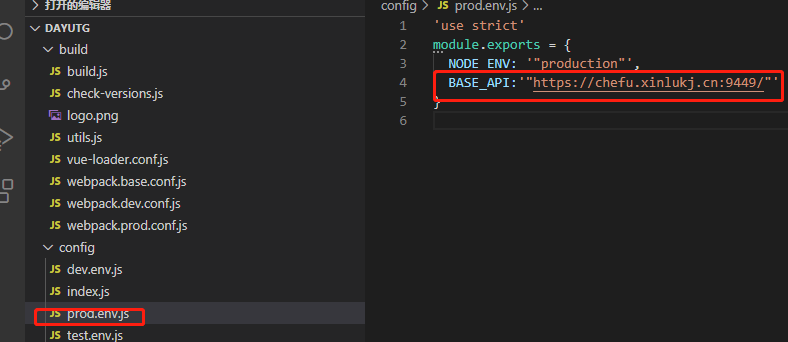 打开的编辑器
DAYUTG
build
JS build.js
JS check-versions.js
logo.png
JS utils.js
JS vue-loader.conf.js
JS webpack.base.conf.js
JS webpack.dev.conf.js
JS webpack.prod.conf.js
config
JS dev.env.js
JS index.js
JS prod.env.js
JS test.env.js
config > JS prod.env.js > ...
1 'use strict'
2 module.exports = {
3 NODE_ENV: '"production"',
4 BASE_API:'"https://chefu.xinlukj.cn:9449/"'
5 }
6